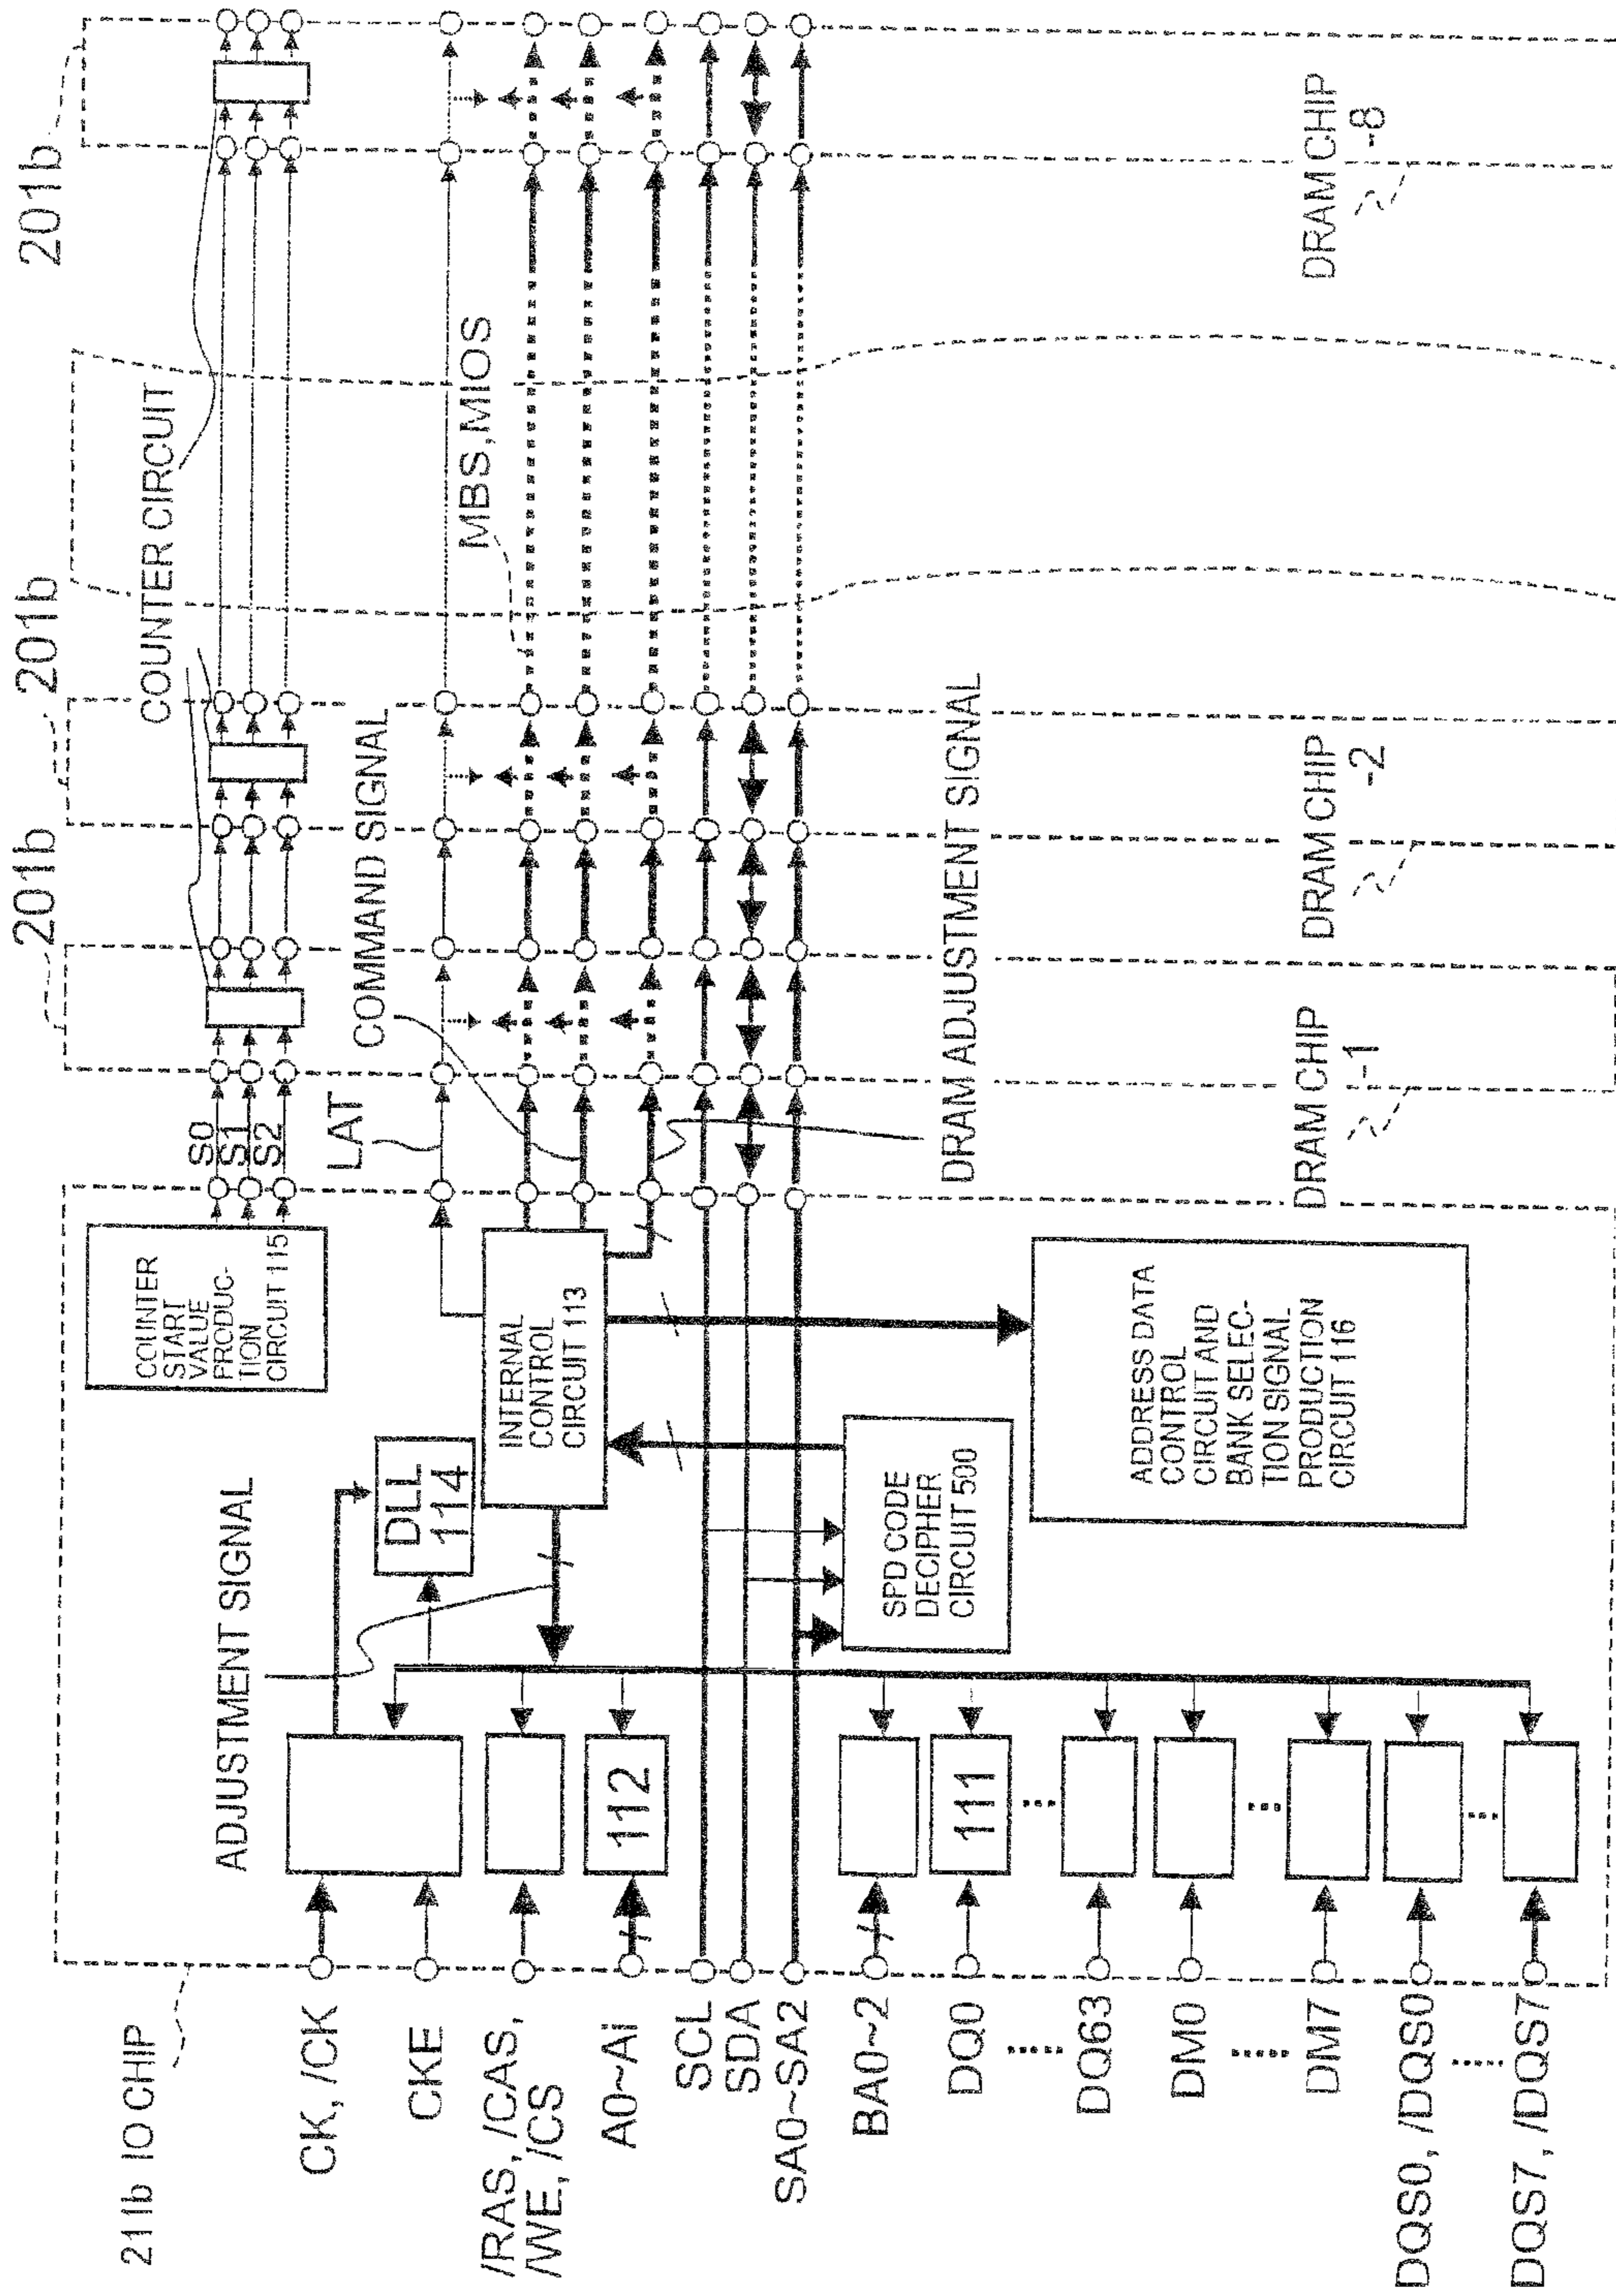 211b IO CHIP
CK, /CK
CKE
/RAS, /CAS,
/WE, /CS
A0~Ai
SCL
SDA
SA0~SA2
BA0~2
DQ0
DQ63
DM0
DM7
DQS0, /DQS0
DQS7, /DQS7
ADJUSTMENT SIGNAL
112
111
DLL
114
COUNTER
START
VALUE
PRODUC-
TION
CIRCUIT 115
INTERNAL
CONTROL
CIRCUIT 113
SPD CODE
DECIPHER
CIRCUIT 500
ADDRESS DATA
CONTROL
CIRCUIT AND
BANK SELEC-
TION SIGNAL
PRODUCTION
CIRCUIT 116
S0
S1
S2
LAT
COMMAND SIGNAL
DRAM ADJUSTMENT SIGNAL
201b
201b
201b
COUNTER CIRCUIT
MBS,MIOS
DRAM CHIP
-1
DRAM CHIP
-2
DRAM CHIP
-8